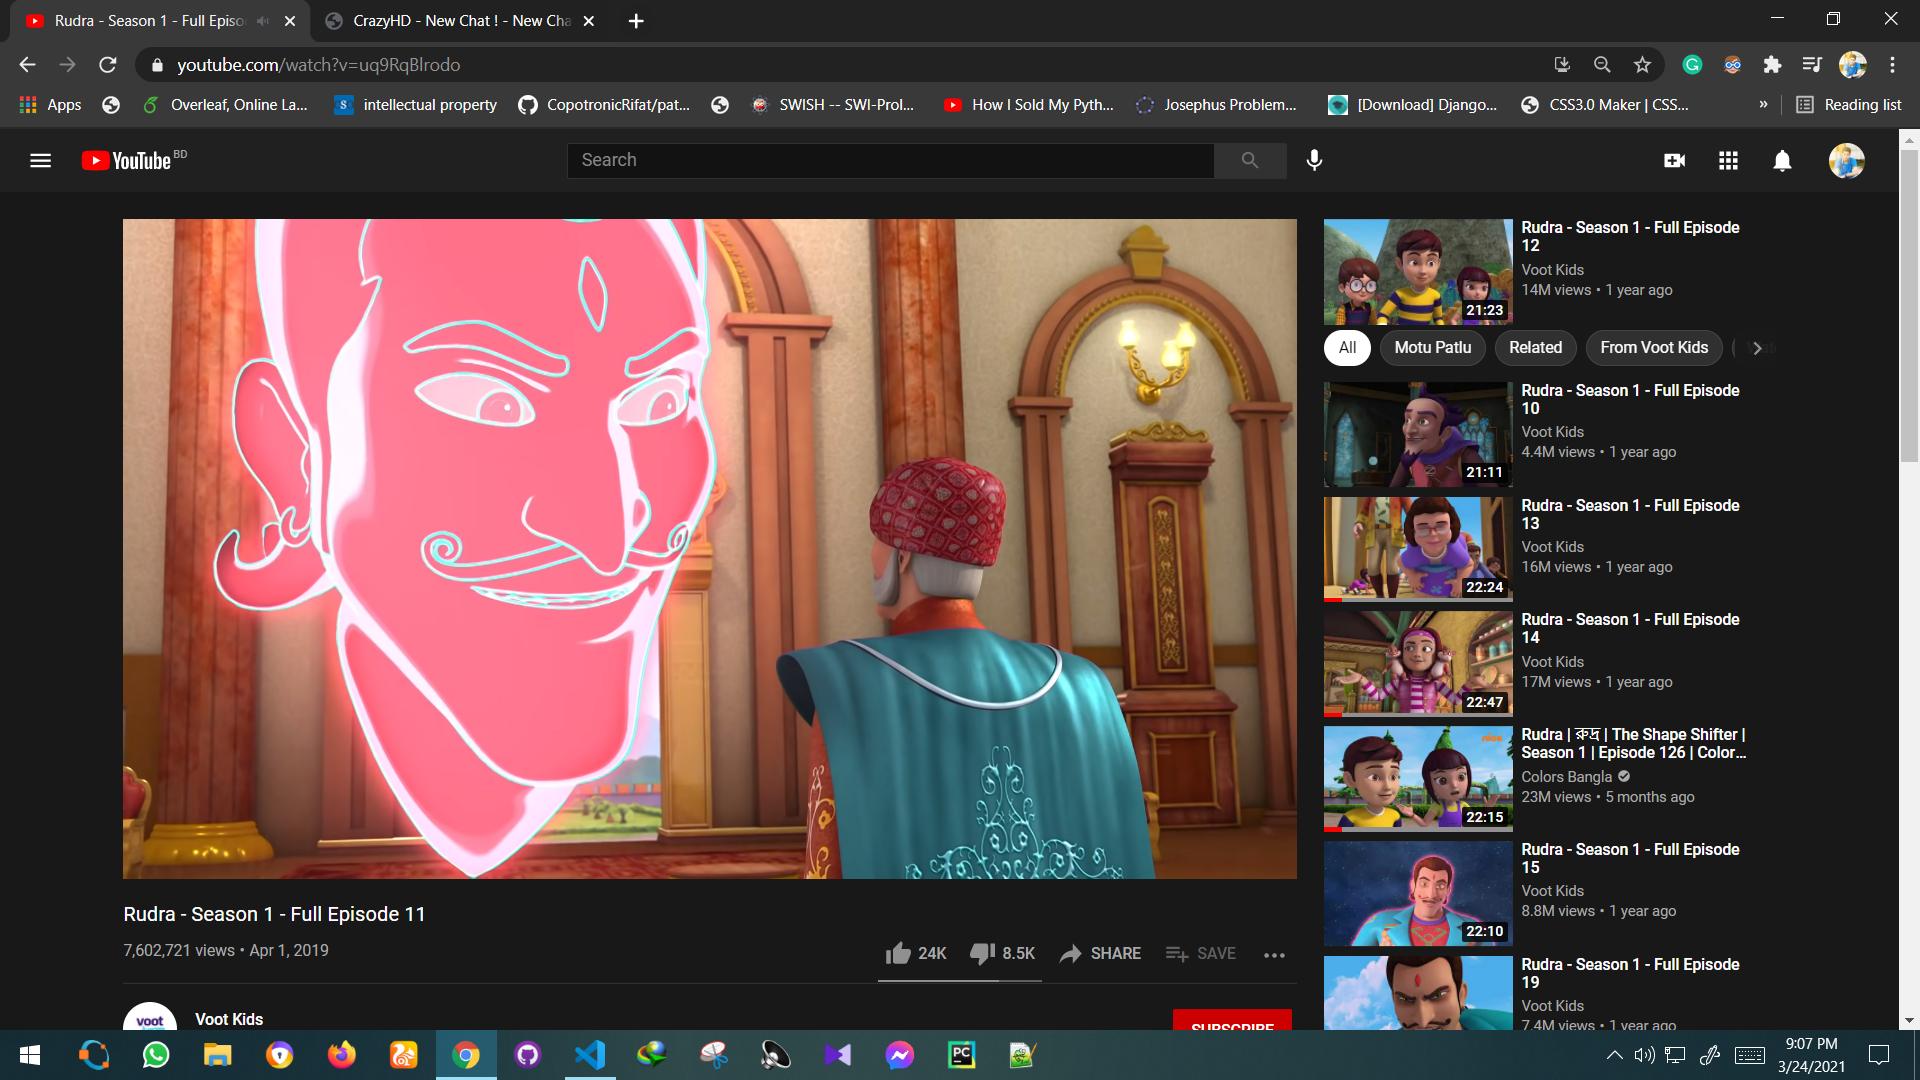 Rudra - Season 1 - Full Episo
CrazyHD - New Chat ! - New Cha
youtube.com/watch?v=uq9RqBlrodo
Apps
Overleaf, Online La...
intellectual property
CopotronicRifat/pat...
SWISH -- SWI-Prol...
How I Sold My Pyth...
Josephus Problem...
[Download] Django...
CSS3.0 Maker | CSS...
»
Reading list
YouTube BD
Search
Rudra - Season 1 - Full Episode
12
Voot Kids
14M views • 1 year ago
21:23
All
Motu Patlu
Related
From Voot Kids
Rudra - Season 1 - Full Episode
10
Voot Kids
4.4M views • 1 year ago
21:11
Rudra - Season 1 - Full Episode
13
Voot Kids
16M views • 1 year ago
22:24
Rudra - Season 1 - Full Episode
14
Voot Kids
17M views • 1 year ago
22:47
Rudra | রুদ্র | The Shape Shifter |
Season 1 | Episode 126 | Color...
Colors Bangla
23M views • 5 months ago
22:15
Rudra - Season 1 - Full Episode
15
Voot Kids
8.8M views • 1 year ago
22:10
Rudra - Season 1 - Full Episode
19
Voot Kids
7.4M views • 1 year ago
Rudra - Season 1 - Full Episode 11
7,602,721 views • Apr 1, 2019
24K
8.5K
SHARE
SAVE
voot
Voot Kids
SUBSCRIBE
PC
9:07 PM
3/24/2021